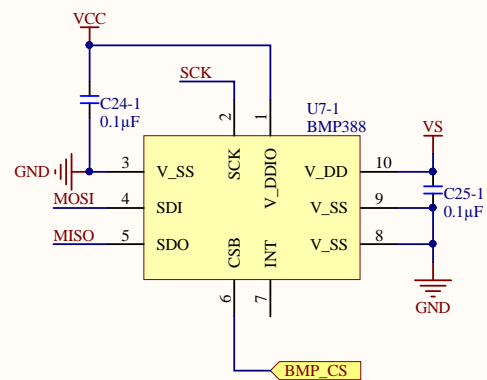 VCC
SCK
C24-1
0.1µF
U7-1
BMP388
VS
2
1
SCK
V_DDIO
GND
3
V_SS
V_DD
10
C25-1
0.1µF
MOSI
4
SDI
V_SS
9
MISO
5
SDO
V_SS
8
CSB
INT
6
7
GND
BMP_CS